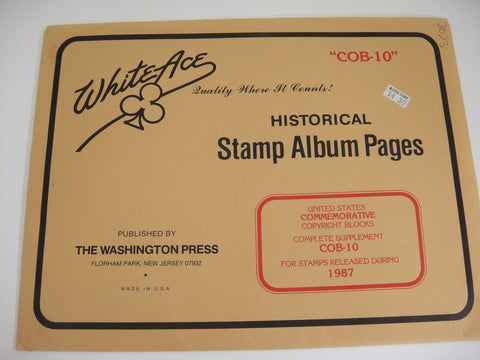 "COB-10"
White Ace
Quality Where It Counts!
4.50
HISTORICAL
Stamp Album Pages
UNITED STATES
COMMEMORATIVE
COPYRIGHT BLOCKS
COMPLETE SUPPLEMENT
COB-10
FOR STAMPS RELEASED DURING
1987
PUBLISHED BY
THE WASHINGTON PRESS
FLORHAM PARK, NEW JERSEY 07932
MADE IN U.S.A.